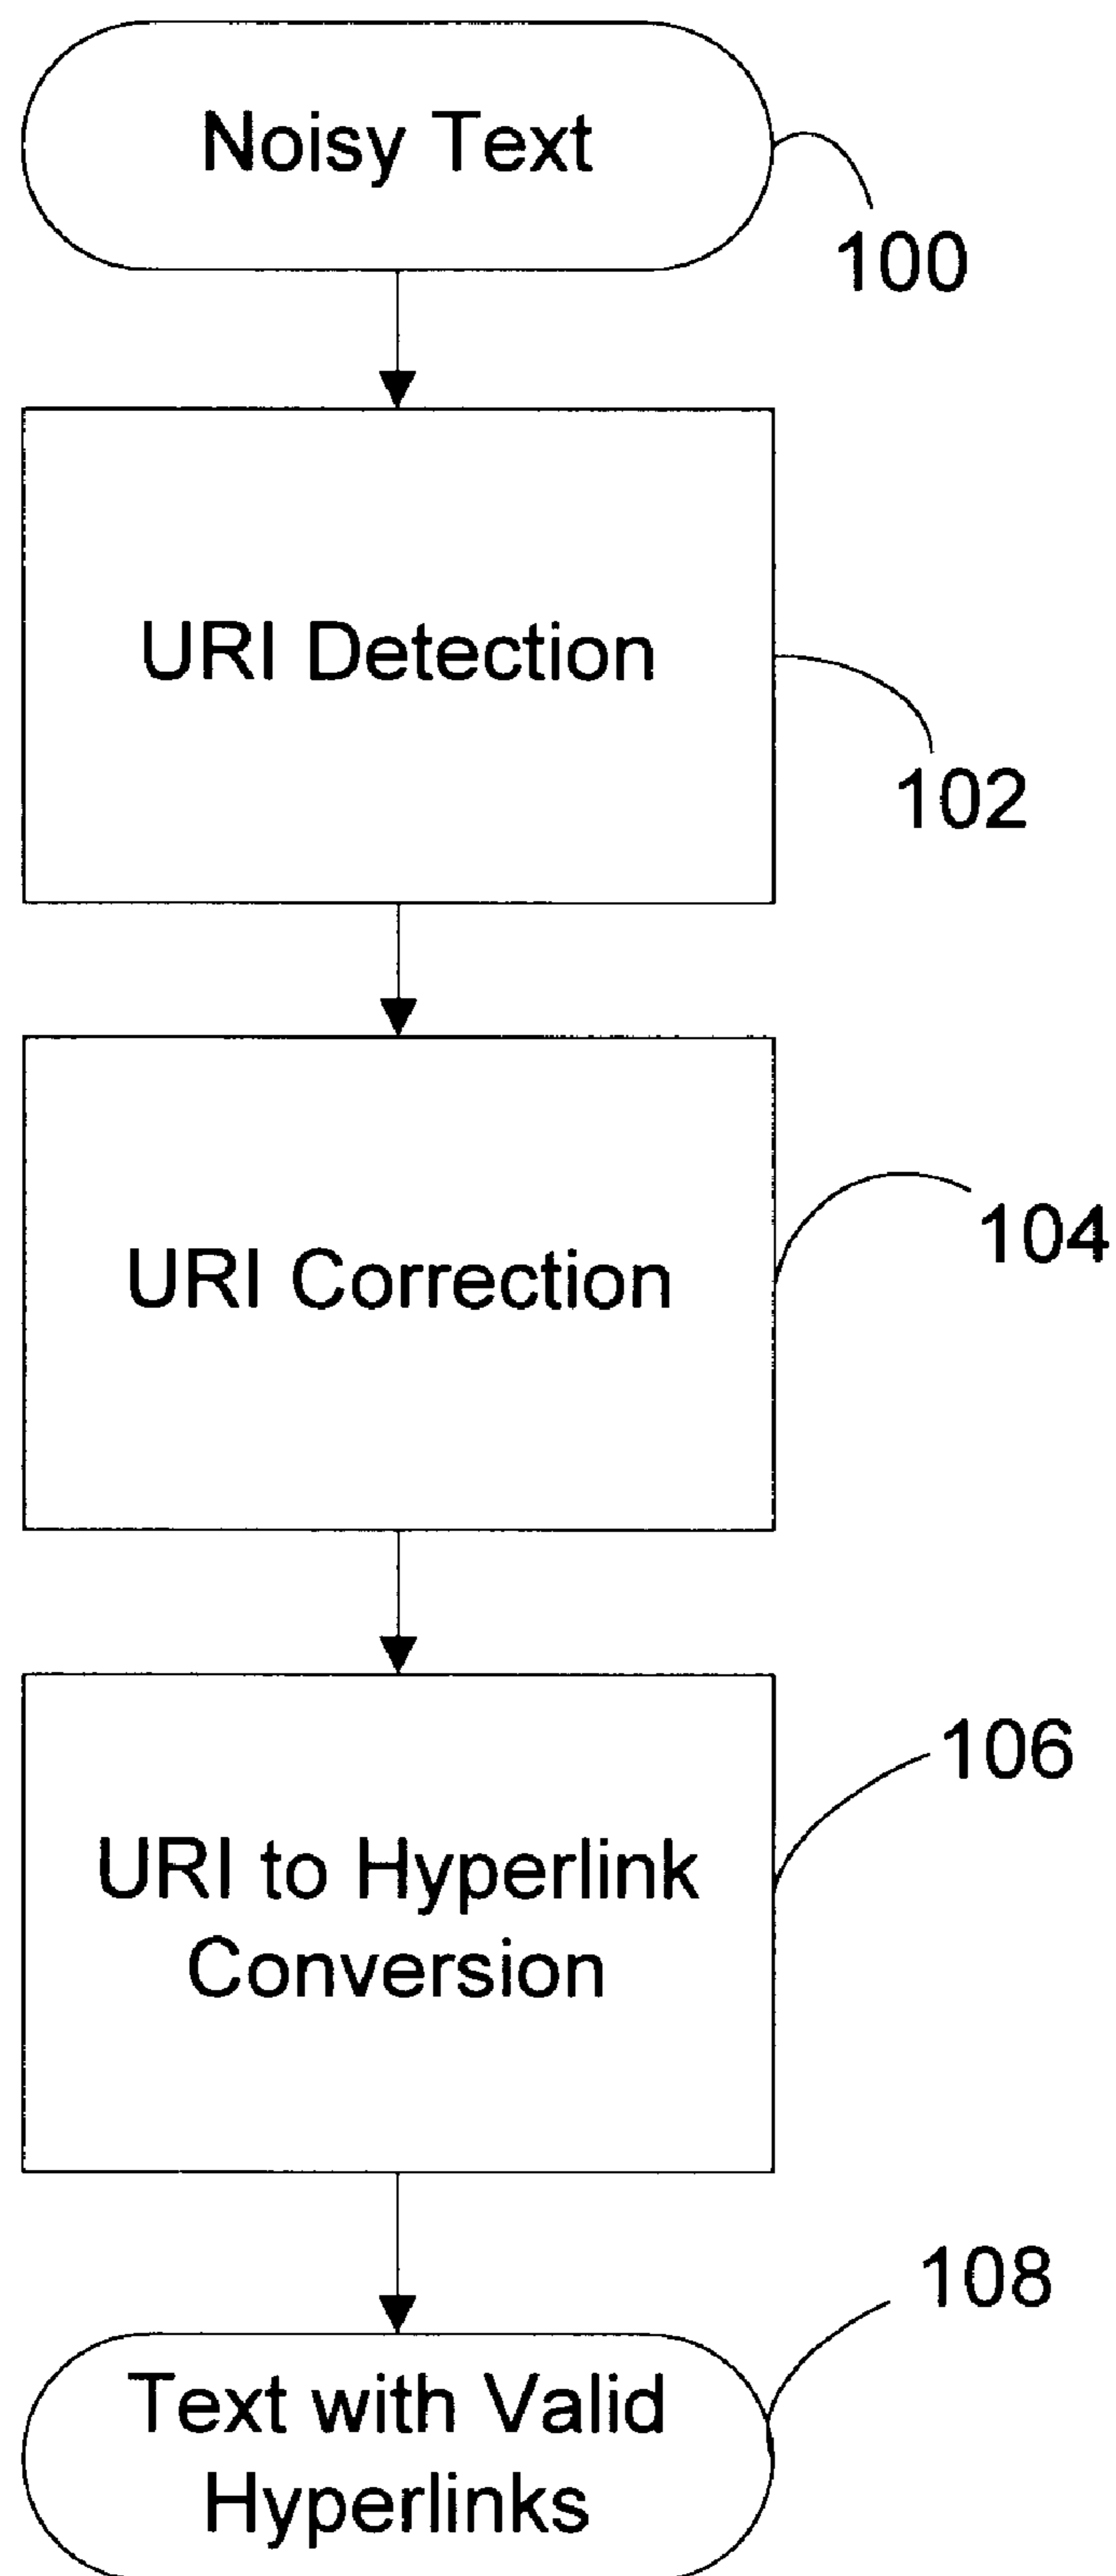 Noisy Text
100
URI Detection
102
URI Correction
104
106
URI to Hyperlink
Conversion
108
Text with Valid
Hyperlinks